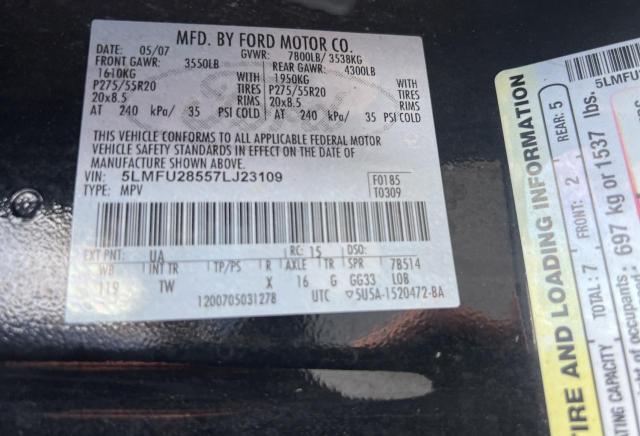 MFD. BY FORD MOTOR CO.
DATE: 05/07 GVWR: 7800LB/ 3538KG
FRONT GAWR: 3550LB REAR GAWR: 4300LB
1610KG WITH 1950KG WITH
P275/55R20 TIRES P275/55R20 TIRES
20x8.5 RIMS 20x8.5 RIMS
AT 240 kPa/ 35 PSI COLD AT 240 kPa/ 35 PSI COLD
THIS VEHICLE CONFORMS TO ALL APPLICABLE FEDERAL MOTOR
VEHICLE SAFETY STANDARDS IN EFFECT ON THE DATE OF
MANUFACTURE SHOWN ABOVE.
VIN: 5LMFU28557LJ23109
TYPE: MPV
F0185
T0309
EXT PNT: UA RC: 15 DSO:
WB INT TR TP/PS R AXLE TR SPR 7B514
119 TW X 16 G GG33 LOB
1200705031278 UTC 5U5A-1520472-BA
5LMFU
TIRE AND LOADING INFORMATION
ATING CAPACITY TOTAL: 7 FRONT: 2 REAR: 5
t of occupants: 697 kg or 1537 lbs.